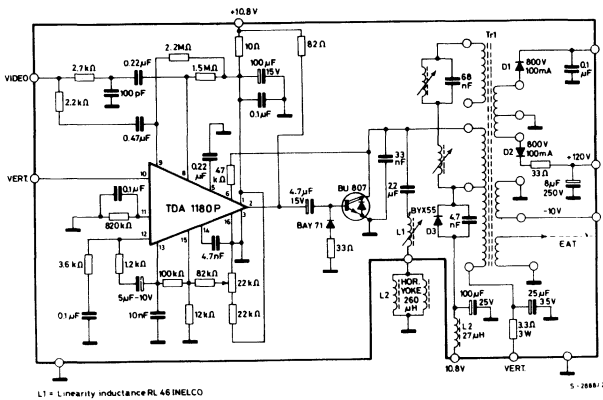 +10.8V
VIDEO
2.7kΩ
0.22µF
2.2MΩ
1.5MΩ
10Ω
82Ω
100µF
15V
0.1µF
100pF
2.2kΩ
0.47µF
68
nF
Tr1
D1
800V
100mA
0.1
µF
D2
800V
100mA
33Ω
+120V
8µF
250V
-10V
EAT
VERT.
10
9
8
0.22
µF
5
6
47
kΩ
0.1µF
820kΩ
11
TDA 1180P
1
2
3
4.7µF
15V
BU 807
33
nF
2.2
µF
BAY 71
33Ω
L1
BYX55
D3
4.7
nF
12
13
15
14
16
4.7nF
3.6kΩ
1.2kΩ
5µF-10V
100kΩ
82kΩ
22kΩ
22kΩ
0.1µF
10nF
12kΩ
L2
HOR.
YOKE
260
µH
100µF
25V
25µF
35V
L2
27µH
3.3Ω
3W
10.8V
VERT.
L1 = Linearity inductance RL 46 INELCO